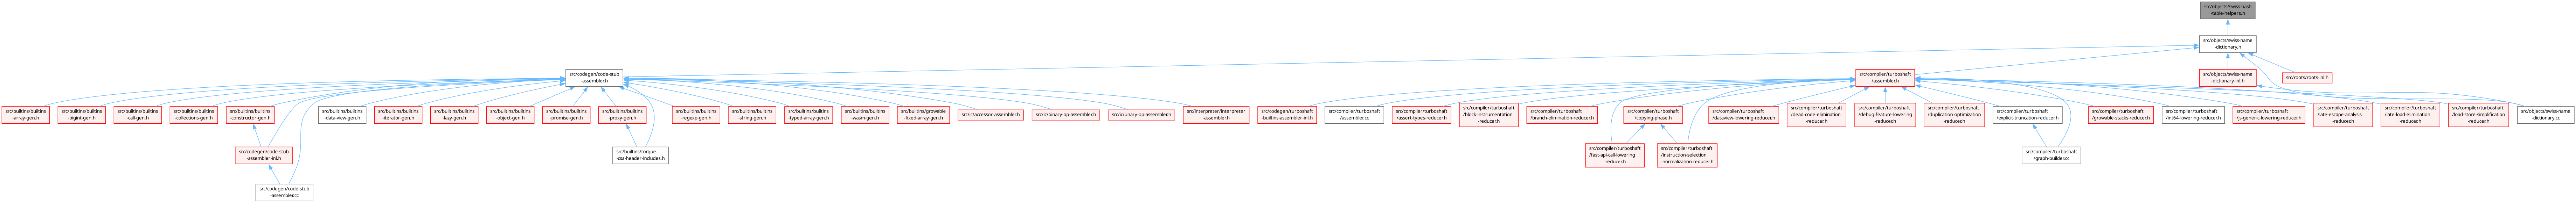 src/objects/swiss-hash
-table-helpers.h
src/objects/swiss-name
-dictionary.h
src/codegen/code-stub
-assembler.h
src/compiler/turboshaft
/assembler.h
src/objects/swiss-name
-dictionary-inl.h
src/roots/roots-inl.h
src/builtins/builtins
-array-gen.h
src/builtins/builtins
-bigint-gen.h
src/builtins/builtins
-call-gen.h
src/builtins/builtins
-collections-gen.h
src/builtins/builtins
-constructor-gen.h
src/builtins/builtins
-data-view-gen.h
src/builtins/builtins
-iterator-gen.h
src/builtins/builtins
-lazy-gen.h
src/builtins/builtins
-object-gen.h
src/builtins/builtins
-promise-gen.h
src/builtins/builtins
-proxy-gen.h
src/builtins/builtins
-regexp-gen.h
src/builtins/builtins
-string-gen.h
src/builtins/builtins
-typed-array-gen.h
src/builtins/builtins
-wasm-gen.h
src/builtins/growable
-fixed-array-gen.h
src/ic/accessor-assembler.h
src/ic/binary-op-assembler.h
src/ic/unary-op-assembler.h
src/interpreter/interpreter
-assembler.h
src/codegen/turboshaft
-builtins-assembler-inl.h
src/compiler/turboshaft
/assembler.cc
src/compiler/turboshaft
/assert-types-reducer.h
src/compiler/turboshaft
/block-instrumentation
-reducer.h
src/compiler/turboshaft
/branch-elimination-reducer.h
src/compiler/turboshaft
/copying-phase.h
src/compiler/turboshaft
/dataview-lowering-reducer.h
src/compiler/turboshaft
/dead-code-elimination
-reducer.h
src/compiler/turboshaft
/debug-feature-lowering
-reducer.h
src/compiler/turboshaft
/duplication-optimization
-reducer.h
src/compiler/turboshaft
/explicit-truncation-reducer.h
src/compiler/turboshaft
/growable-stacks-reducer.h
src/compiler/turboshaft
/int64-lowering-reducer.h
src/compiler/turboshaft
/js-generic-lowering-reducer.h
src/compiler/turboshaft
/late-escape-analysis
-reducer.h
src/compiler/turboshaft
/late-load-elimination
-reducer.h
src/compiler/turboshaft
/load-store-simplification
-reducer.h
src/objects/swiss-name
-dictionary.cc
src/codegen/code-stub
-assembler-inl.h
src/builtins/torque
-csa-header-includes.h
src/compiler/turboshaft
/fast-api-call-lowering
-reducer.h
src/compiler/turboshaft
/instruction-selection
-normalization-reducer.h
src/compiler/turboshaft
/graph-builder.cc
src/codegen/code-stub
-assembler.cc